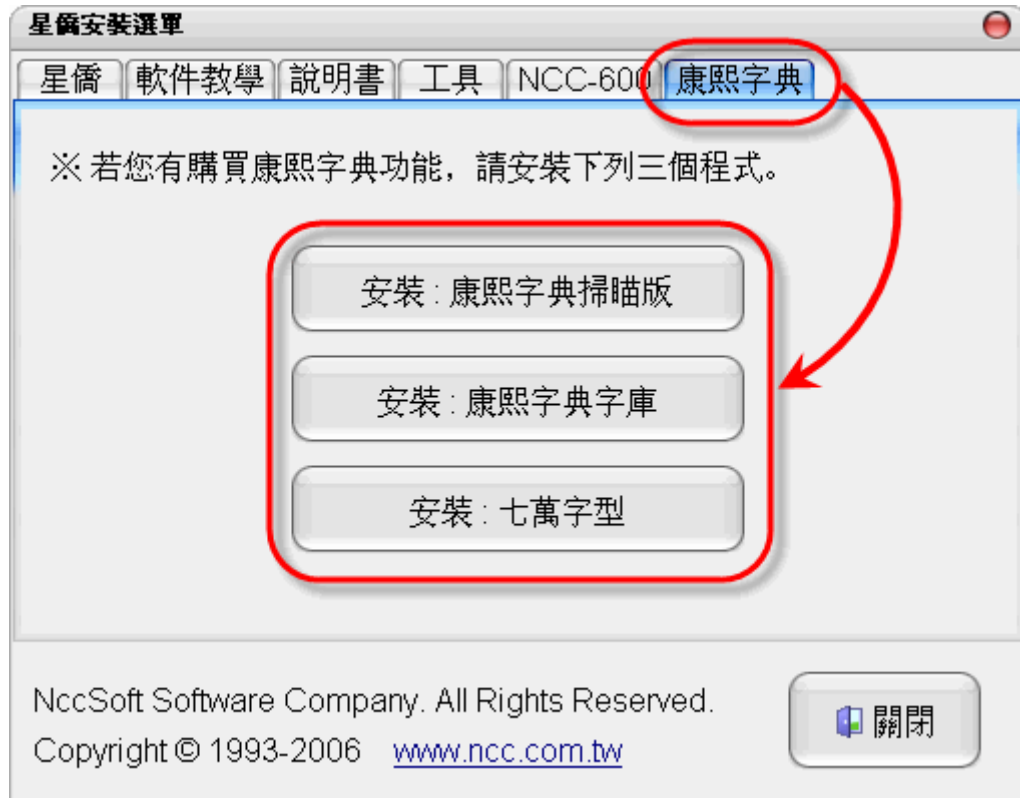 星僑安裝選單
星僑 軟件教學 說明書 工具 NCC-600 康熙字典
※ 若您有購買康熙字典功能，請安裝下列三個程式。
安裝 : 康熙字典掃瞄版
安裝 : 康熙字典字庫
安裝 : 七萬字型
NccSoft Software Company. All Rights Reserved.
Copyright © 1993-2006 www.ncc.com.tw
關閉